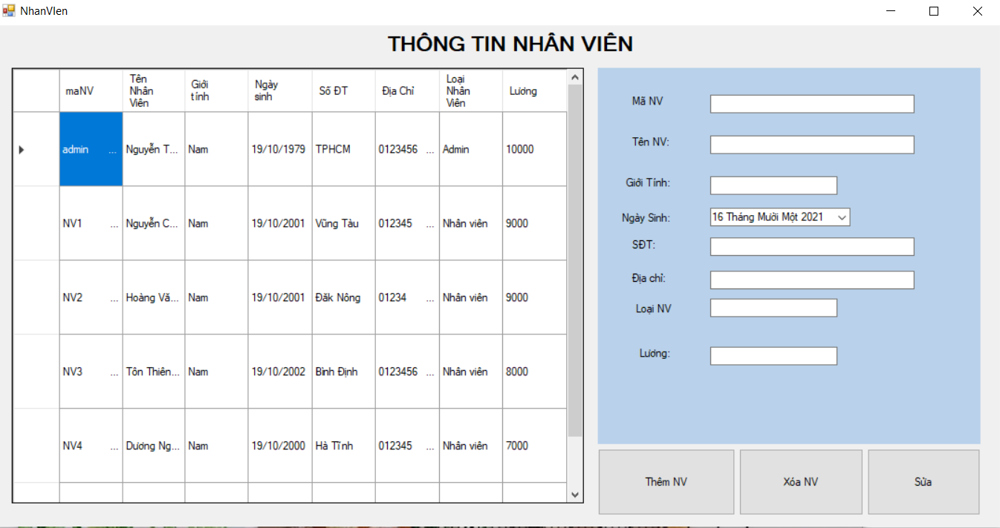 NhanVIen
THÔNG TIN NHÂN VIÊN
maNV Tên Nhân Viên Giới tính Ngày sinh Số ĐT Địa Chỉ Loại Nhân Viên Lương
admin ... Nguyễn T... Nam 19/10/1979 TPHCM 0123456 ... Admin 10000
NV1 ... Nguyễn C... Nam 19/10/2001 Vũng Tàu 012345 ... Nhân viên 9000
NV2 ... Hoàng Vă... Nam 19/10/2001 Đăk Nông 01234 ... Nhân viên 9000
NV3 ... Tôn Thiên... Nam 19/10/2002 Bình Định 0123456 ... Nhân viên 8000
NV4 ... Dương Ng... Nam 19/10/2000 Hà Tĩnh 012345 ... Nhân viên 7000
Mã NV
Tên NV:
Giới Tính:
Ngày Sinh: 16 Tháng Mười Một 2021
SĐT:
Địa chỉ:
Loại NV
Lương:
Thêm NV Xóa NV Sửa